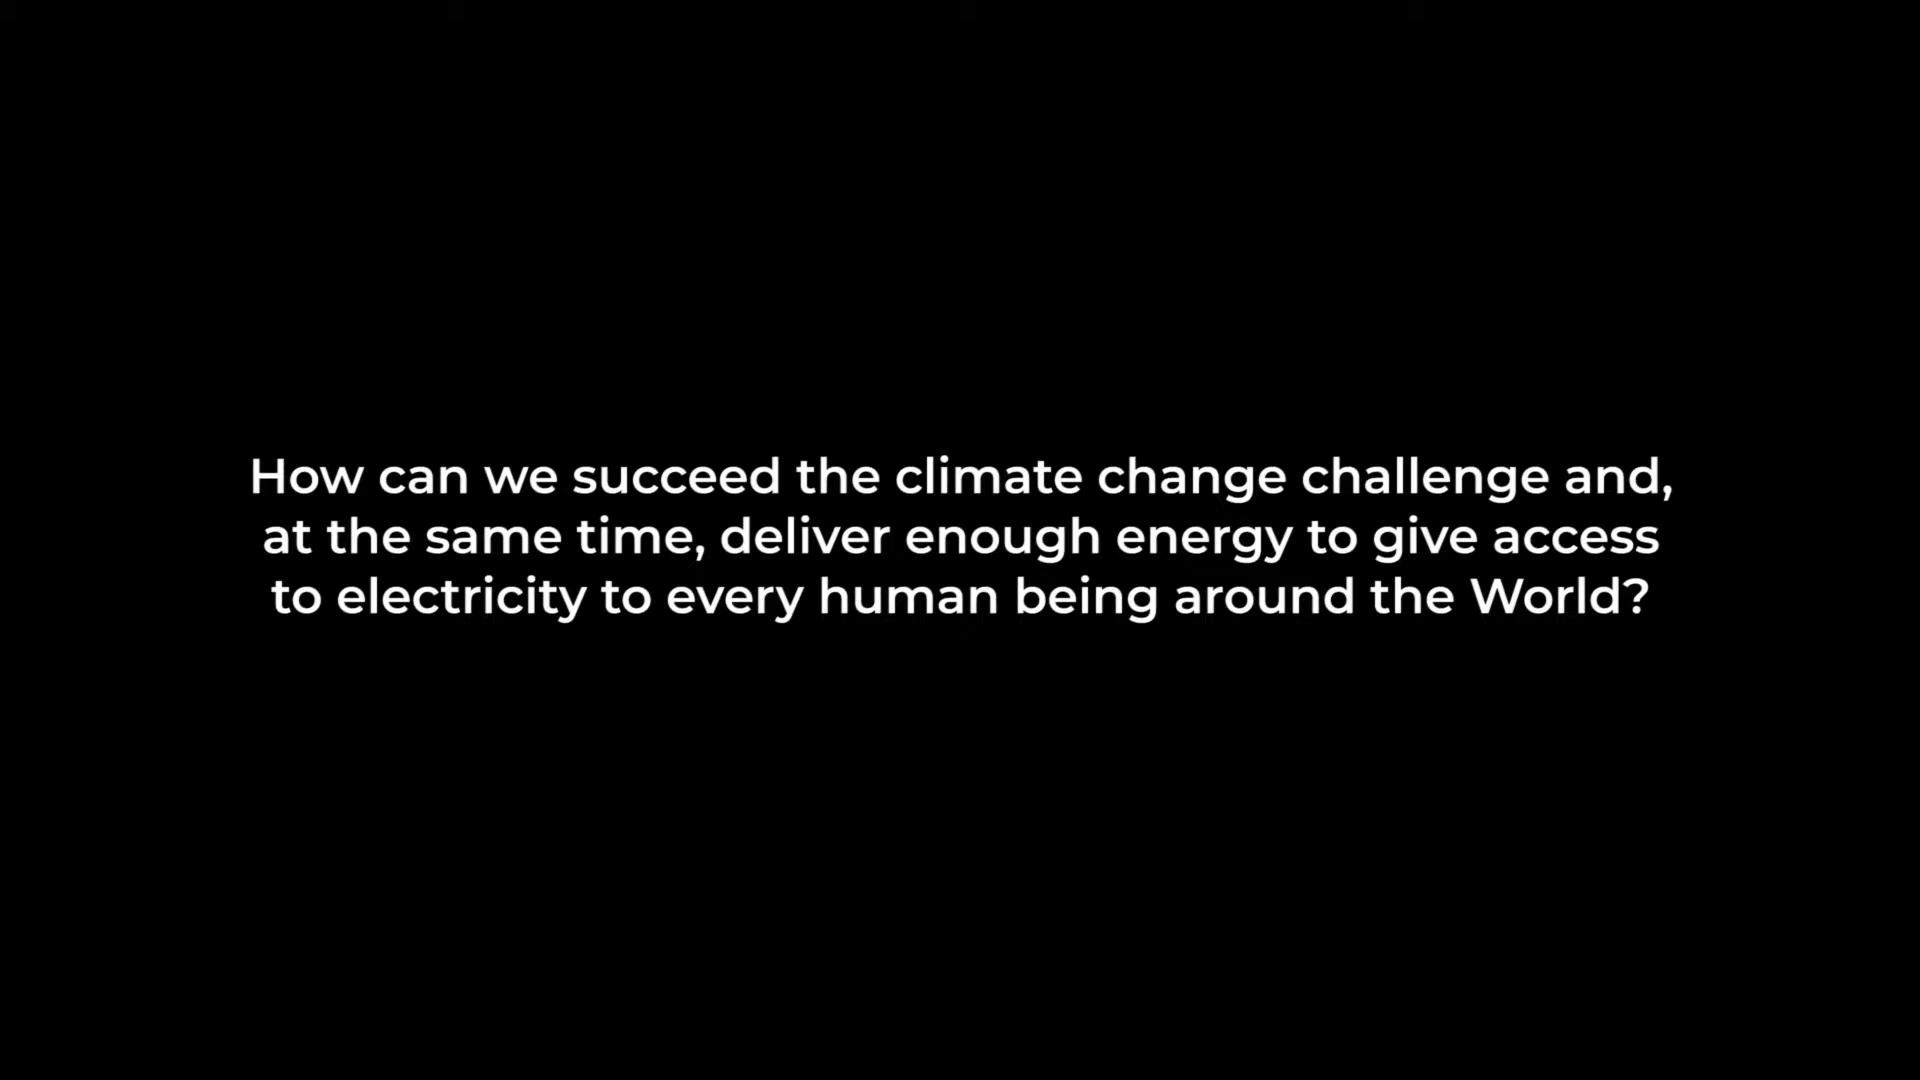 How can we succeed the climate change challenge and,
at the same time, deliver enough energy to give access
to electricity to every human being around the World?